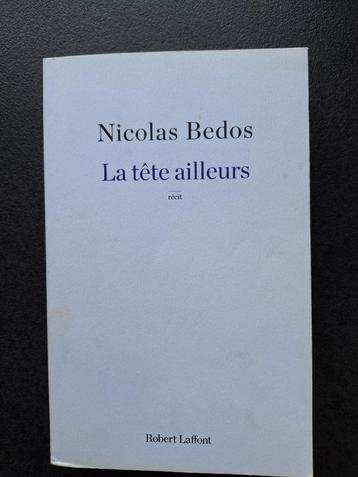 Nicolas Bedos
La tête ailleurs
récit
Robert Laffont